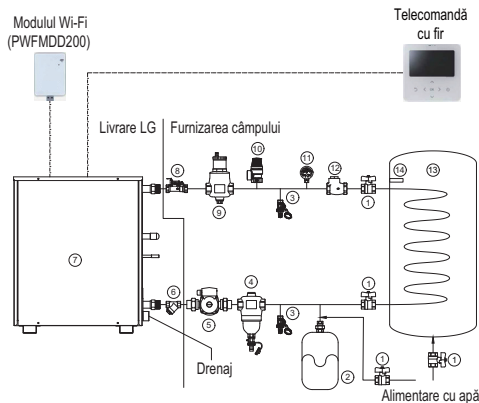 Modulul Wi-Fi
(PWFMDD200)
Telecomandă
cu fir
Livrare LG
Furnizarea câmpului
10
11
8
12
14
13
9
3
1
7
4
1
6
3
5
1
1
2
Drenaj
Alimentare cu apă